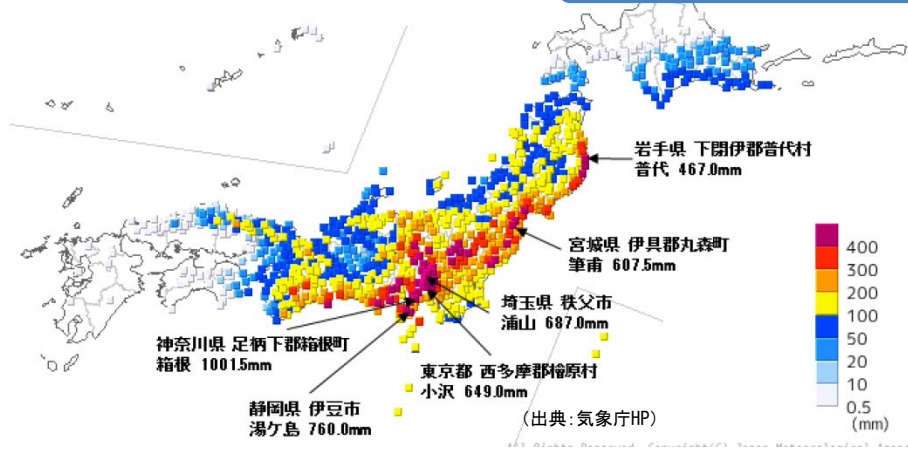 岩手県 下閉伊郡普代村
普代 467.0mm
宮城県 伊具郡丸森町
筆甫 607.5mm
埼玉県 秩父市
浦山 687.0mm
神奈川県 足柄下郡箱根町
箱根 1001.5mm
東京都 西多摩郡檜原村
小沢 649.0mm
静岡県 伊豆市
湯ケ島 760.0mm
400
300
200
100
50
20
10
0.5
(mm)
(出典:気象庁HP)